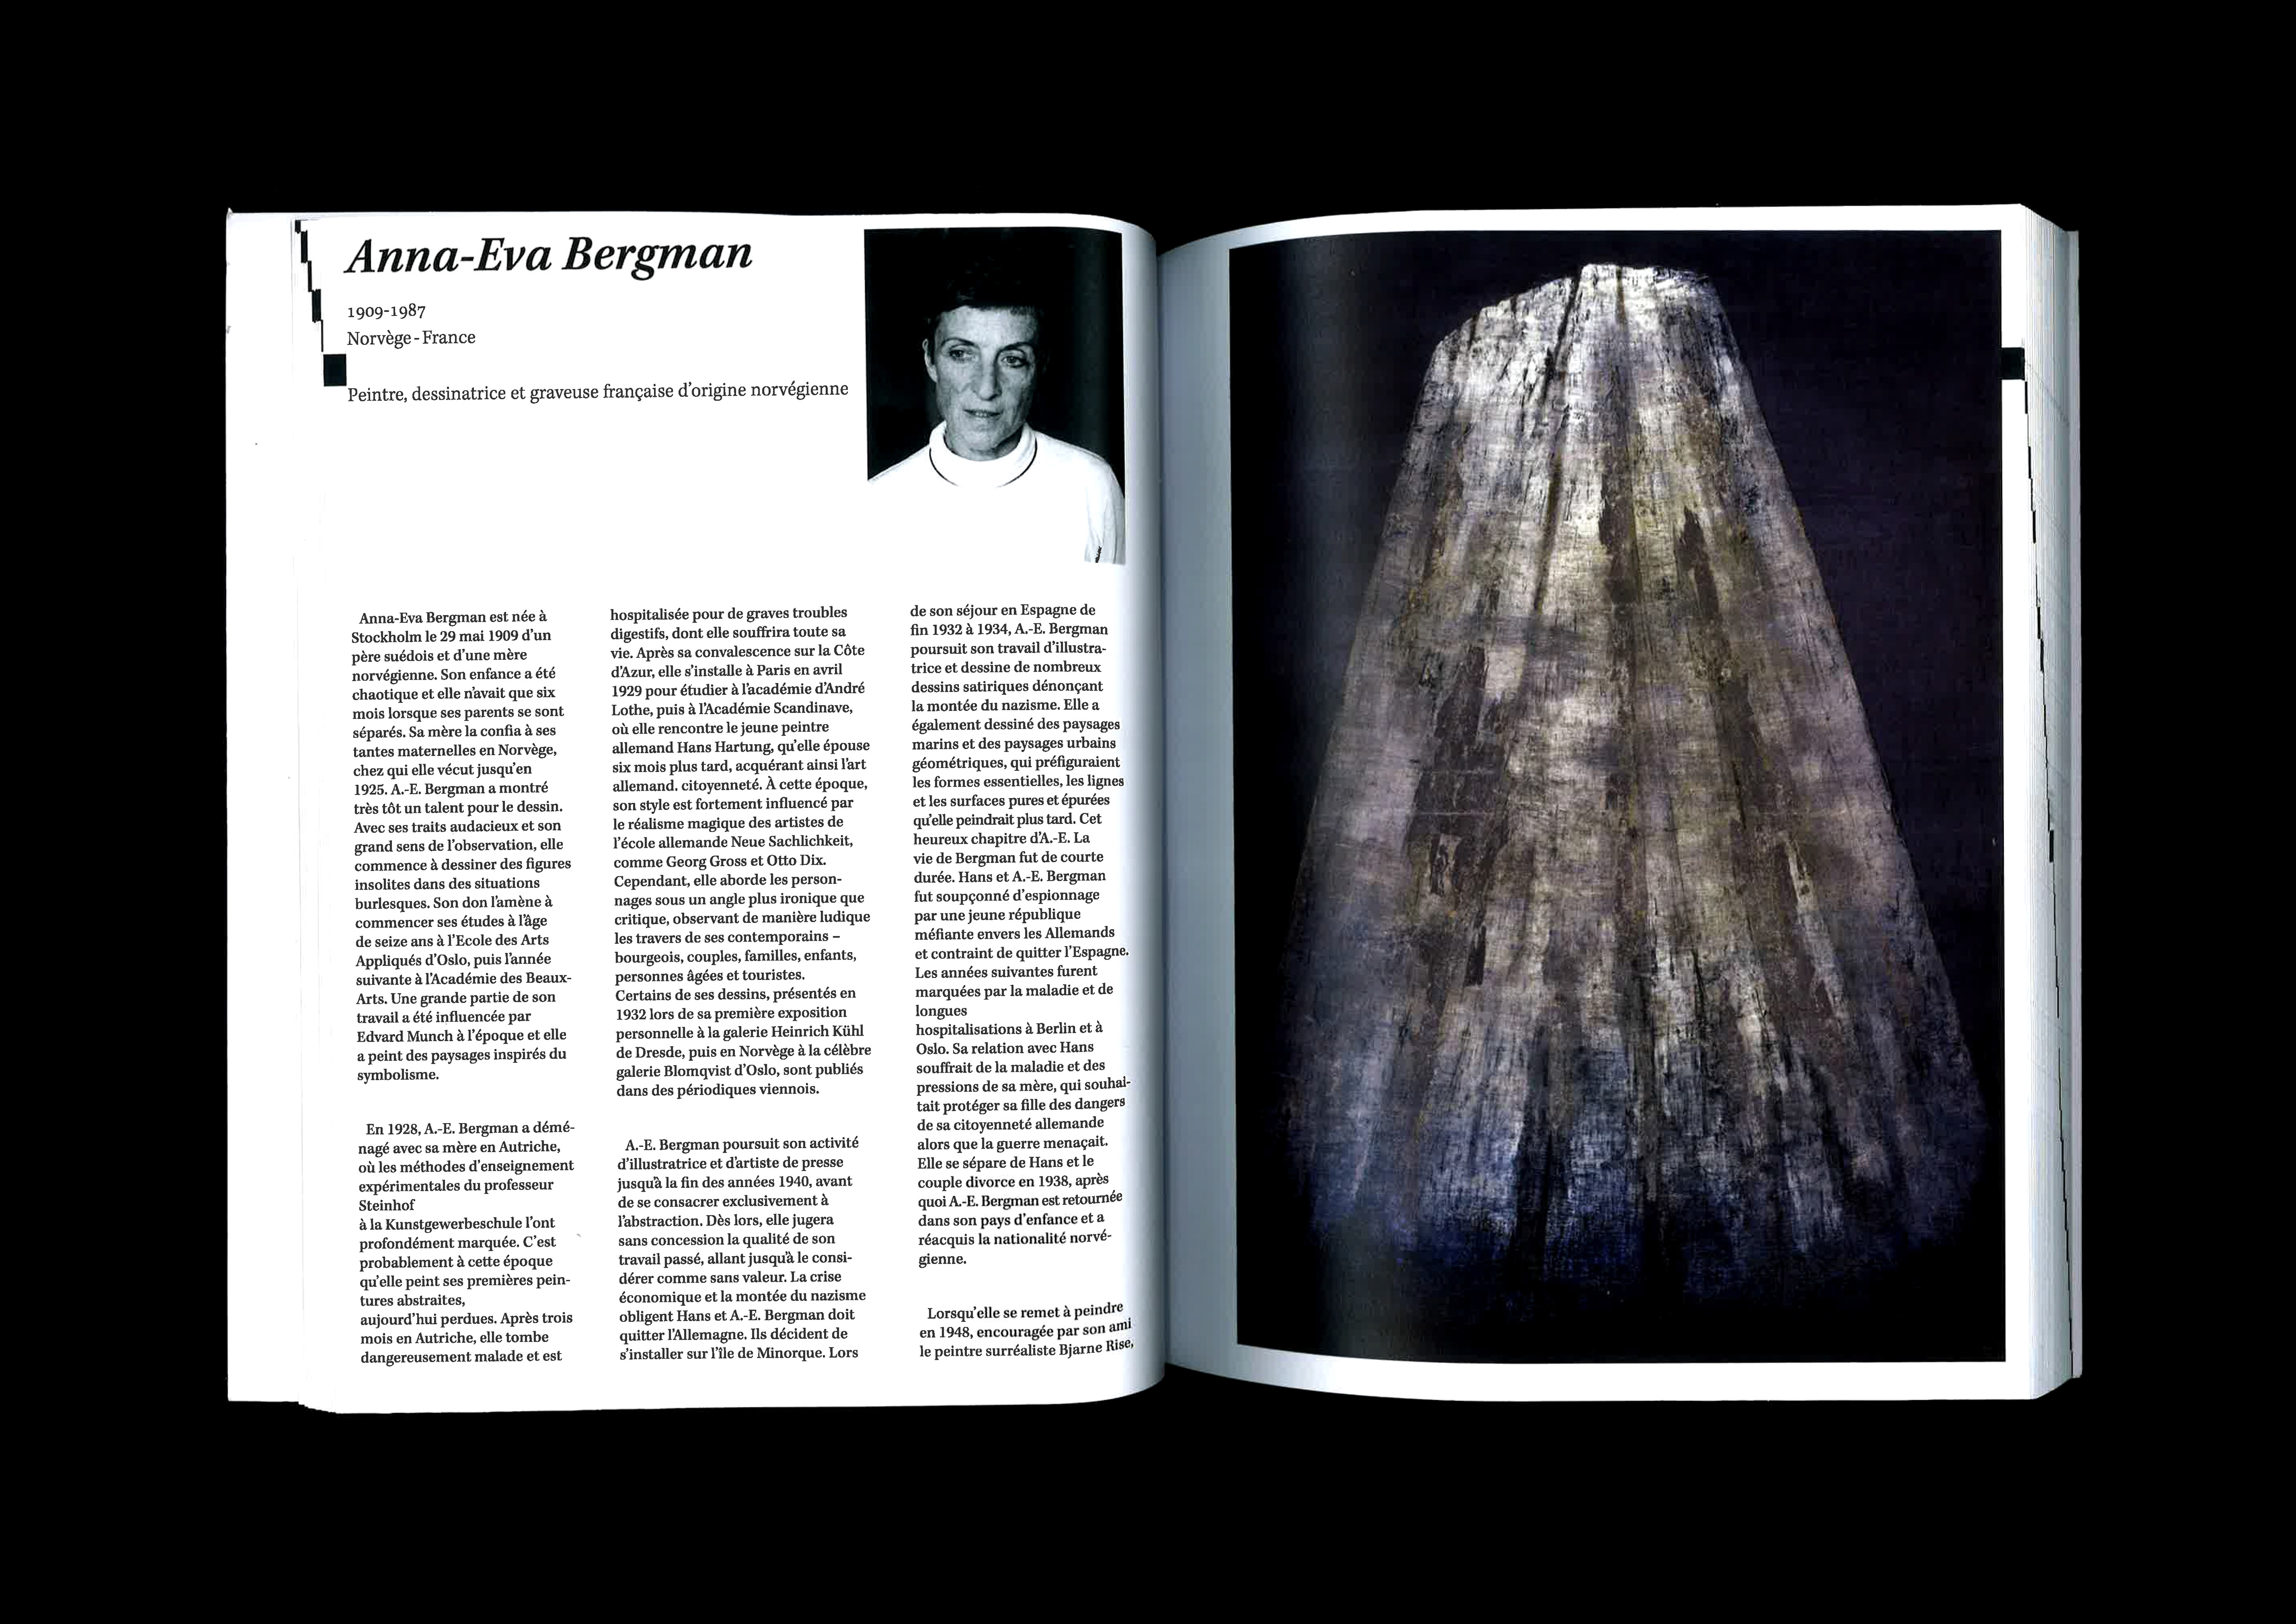 Anna-Eva Bergman
1909-1987
Norvège - France
Peintre, dessinatrice et graveuse française d'origine norvégienne
Anna-Eva Bergman est née à
Stockholm le 29 mai 1909 d'un
père suédois et d'une mère
norvégienne. Son enfance a été
chaotique et elle n'avait que six
mois lorsque ses parents se sont
séparés. Sa mère la confia à ses
tantes maternelles en Norvège,
chez qui elle vécut jusqu'en
1925. A.-E. Bergman a montré
très tôt un talent pour le dessin.
Avec ses traits audacieux et son
grand sens de l'observation, elle
commence à dessiner des figures
insolites dans des situations
burlesques. Son don l'amène à
commencer ses études à l'âge
de seize ans à l'Ecole des Arts
Appliqués d'Oslo, puis l'année
suivante à l'Académie des Beaux-
Arts. Une grande partie de son
travail a été influencée par
Edvard Munch à l'époque et elle
a peint des paysages inspirés du
symbolisme.
En 1928, A.-E. Bergman a démé-
nagé avec sa mère en Autriche,
où les méthodes d'enseignement
expérimentales du professeur
Steinhof
à la Kunstgewerbeschule l'ont
profondément marquée. C'est
probablement à cette époque
qu'elle peint ses premières pein-
tures abstraites,
aujourd'hui perdues. Après trois
mois en Autriche, elle tombe
dangereusement malade et est
hospitalisée pour de graves troubles
digestifs, dont elle souffrira toute sa
vie. Après sa convalescence sur la Côte
d'Azur, elle s'installe à Paris en avril
1929 pour étudier à l'académie d'André
Lothe, puis à l'Académie Scandinave,
où elle rencontre le jeune peintre
allemand Hans Hartung, qu'elle épouse
six mois plus tard, acquérant ainsi l'art
allemand. citoyenneté. À cette époque,
son style est fortement influencé par
le réalisme magique des artistes de
l'école allemande Neue Sachlichkeit,
comme Georg Gross et Otto Dix.
Cependant, elle aborde les person-
nages sous un angle plus ironique que
critique, observant de manière ludique
les travers de ses contemporains –
bourgeois, couples, familles, enfants,
personnes âgées et touristes.
Certains de ses dessins, présentés en
1932 lors de sa première exposition
personnelle à la galerie Heinrich Kühl
de Dresde, puis en Norvège à la célèbre
galerie Blomqvist d'Oslo, sont publiés
dans des périodiques viennois.
A.-E. Bergman poursuit son activité
d'illustratrice et d'artiste de presse
jusqu'à la fin des années 1940, avant
de se consacrer exclusivement à
l'abstraction. Dès lors, elle jugera
sans concession la qualité de son
travail passé, allant jusqu'à le consi-
dérer comme sans valeur. La crise
économique et la montée du nazisme
obligent Hans et A.-E. Bergman doit
quitter l'Allemagne. Ils décident de
s'installer sur l'île de Minorque. Lors
de son séjour en Espagne de
fin 1932 à 1934, A.-E. Bergman
poursuit son travail d'illustra-
trice et dessine de nombreux
dessins satiriques dénonçant
la montée du nazisme. Elle a
également dessiné des paysages
marins et des paysages urbains
géométriques, qui préfiguraient
les formes essentielles, les lignes
et les surfaces pures et épurées
qu'elle peindrait plus tard. Cet
heureux chapitre d'A.-E. La
vie de Bergman fut de courte
durée. Hans et A.-E. Bergman
fut soupçonné d'espionnage
par une jeune république
méfiante envers les Allemands
et contraint de quitter l'Espagne.
Les années suivantes furent
marquées par la maladie et de
longues
hospitalisations à Berlin et à
Oslo. Sa relation avec Hans
souffrait de la maladie et des
pressions de sa mère, qui souhai-
tait protéger sa fille des dangers
de sa citoyenneté allemande
alors que la guerre menaçait.
Elle se sépare de Hans et le
couple divorce en 1938, après
quoi A.-E. Bergman est retournée
dans son pays d'enfance et a
réacquis la nationalité norvé-
gienne.
Lorsqu'elle se remet à peindre
en 1948, encouragée par son ami
le peintre surréaliste Bjarne Rise,